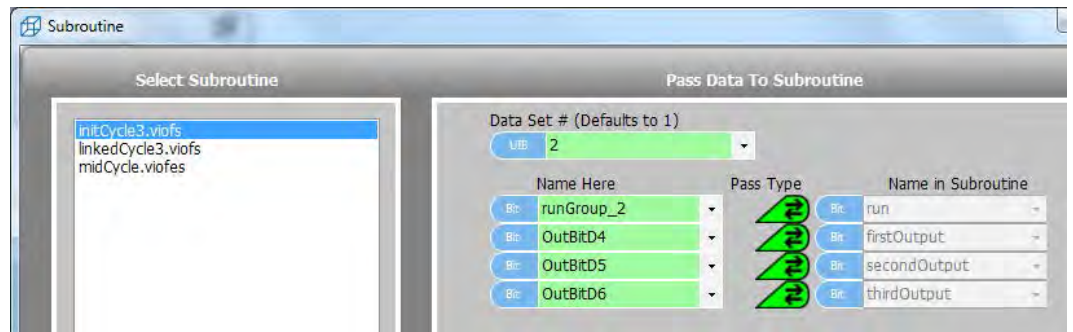 Subroutine
Select Subroutine
Pass Data To Subroutine
initCycle3.viofs
linkedCycle3.viofs
midCycle.viofes
Data Set # (Defaults to 1)
UI8 2
Name Here Pass Type Name in Subroutine
Bit runGroup_2 Bit run
Bit OutBitD4 Bit firstOutput
Bit OutBitD5 Bit secondOutput
Bit OutBitD6 Bit thirdOutput